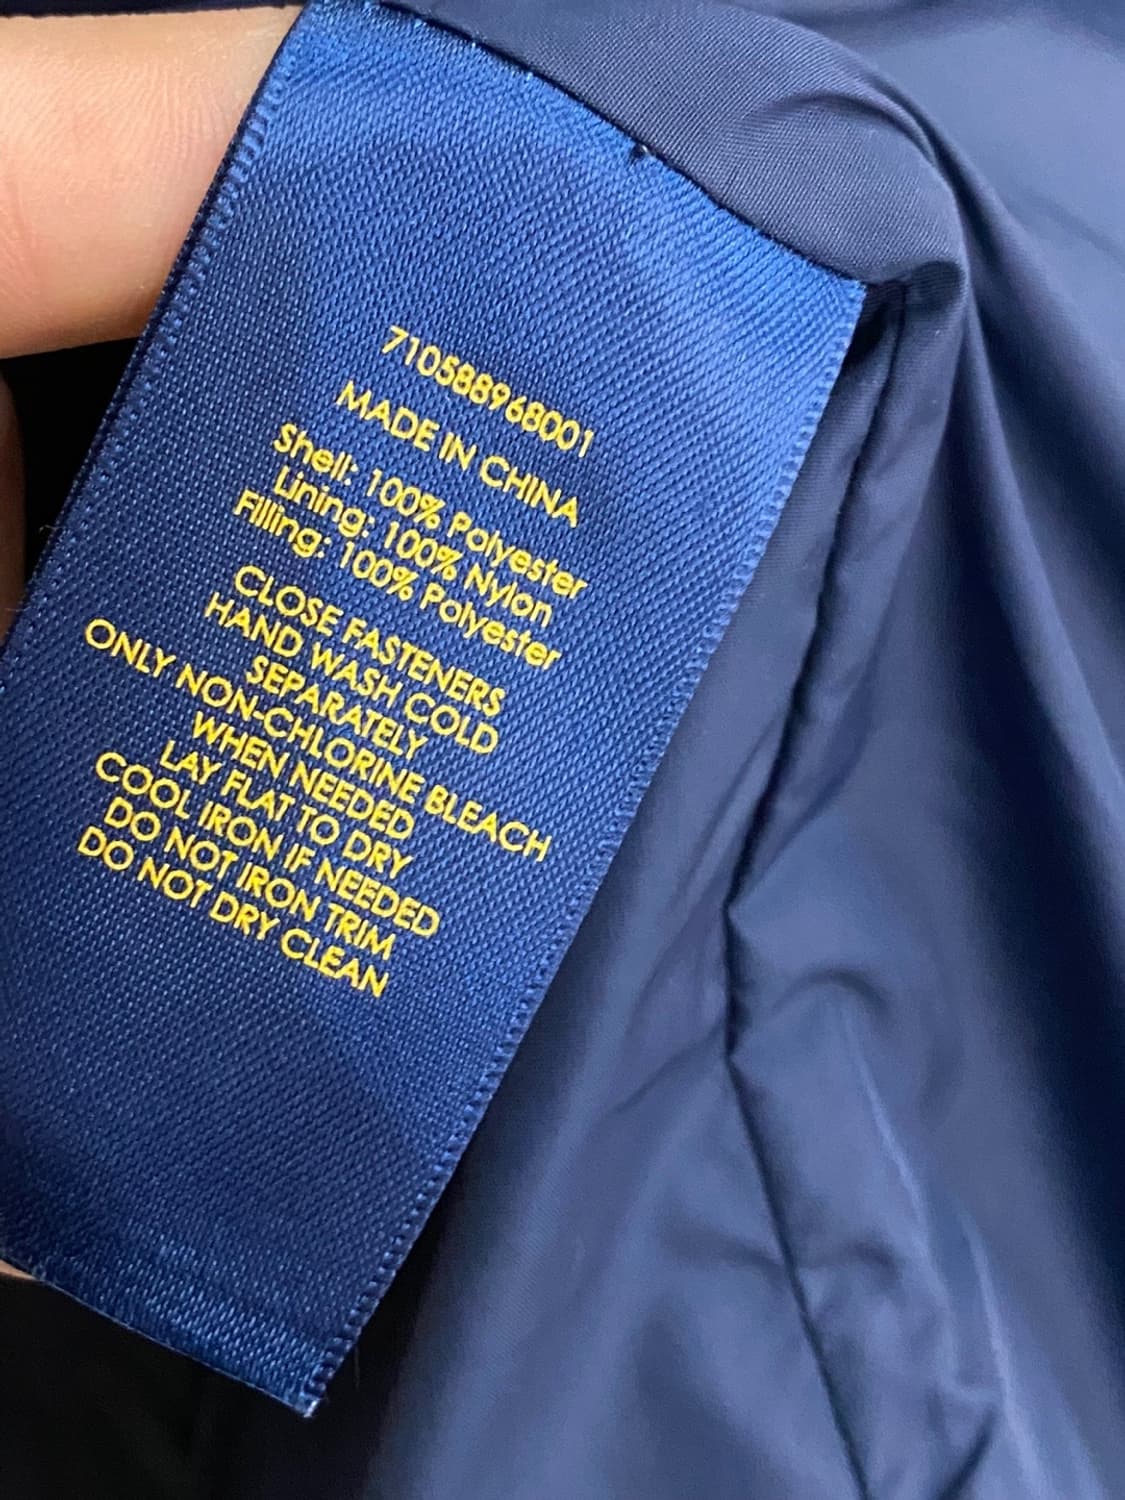 710588968001
MADE IN CHINA
Shell: 100% Polyester
Lining: 100% Nylon
Filling: 100% Polyester
CLOSE FASTENERS
HAND WASH COLD
SEPARATELY
ONLY NON-CHLORINE BLEACH
WHEN NEEDED
LAY FLAT TO DRY
COOL IRON IF NEEDED
DO NOT IRON TRIM
DO NOT DRY CLEAN